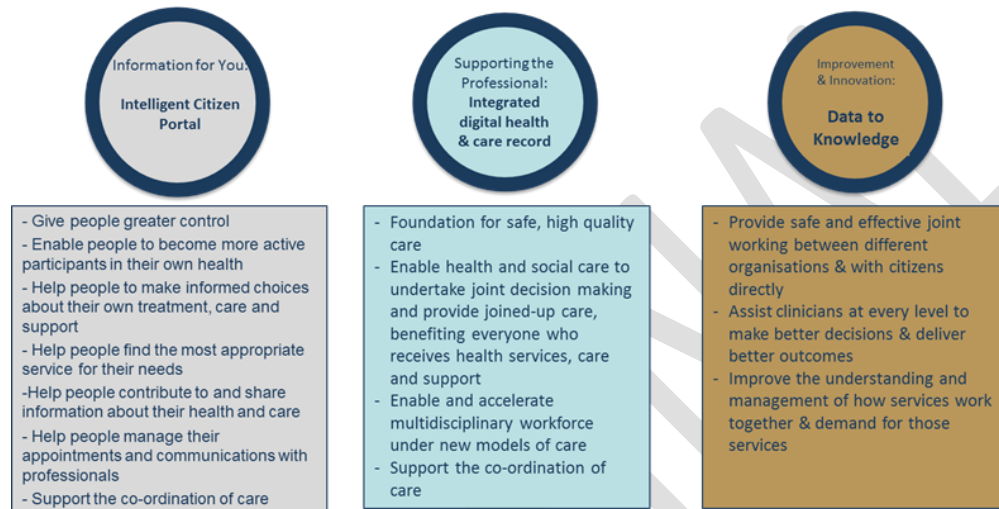 Information for You:
Intelligent Citizen
Portal
- Give people greater control
- Enable people to become more active
participants in their own health
- Help people to make informed choices
about their own treatment, care and
support
- Help people find the most appropriate
service for their needs
-Help people contribute to and share
information about their health and care
- Help people manage their
appointments and communications with
professionals
- Support the co-ordination of care
Supporting the
Professional:
Integrated
digital health
& care record
- Foundation for safe, high quality
care
- Enable health and social care to
undertake joint decision making
and provide joined-up care,
benefiting everyone who
receives health services, care
and support
- Enable and accelerate
multidisciplinary workforce
under new models of care
- Support the co-ordination of
care
Improvement
& Innovation:
Data to
Knowledge
- Provide safe and effective joint
working between different
organisations & with citizens
directly
- Assist clinicians at every level to
make better decisions & deliver
better outcomes
- Improve the understanding and
management of how services work
together & demand for those
services